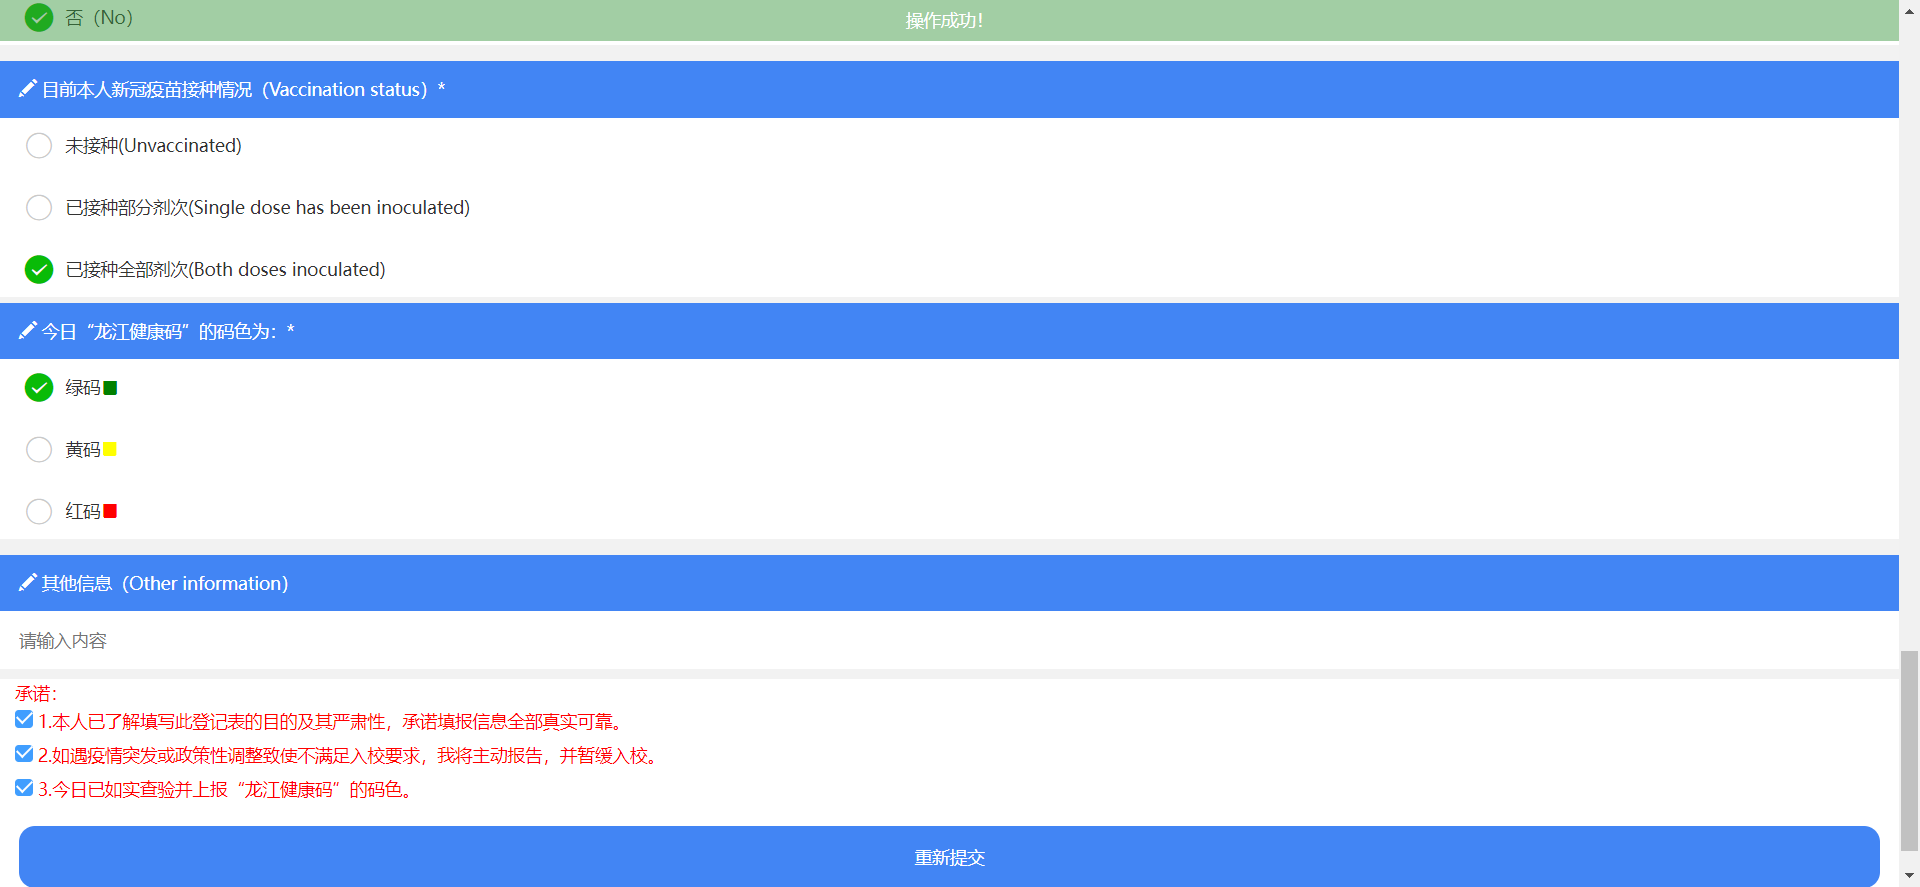 否（No）
操作成功！
目前本人新冠疫苗接种情况（Vaccination status）*
未接种(Unvaccinated)
已接种部分剂次(Single dose has been inoculated)
已接种全部剂次(Both doses inoculated)
今日“龙江健康码”的码色为：*
绿码
黄码
红码
其他信息（Other information）
请输入内容
承诺：
1.本人已了解填写此登记表的目的及其严肃性，承诺填报信息全部真实可靠。
2.如遇疫情突发或政策性调整致使不满足入校要求，我将主动报告，并暂缓入校。
3.今日已如实查验并上报“龙江健康码”的码色。
重新提交